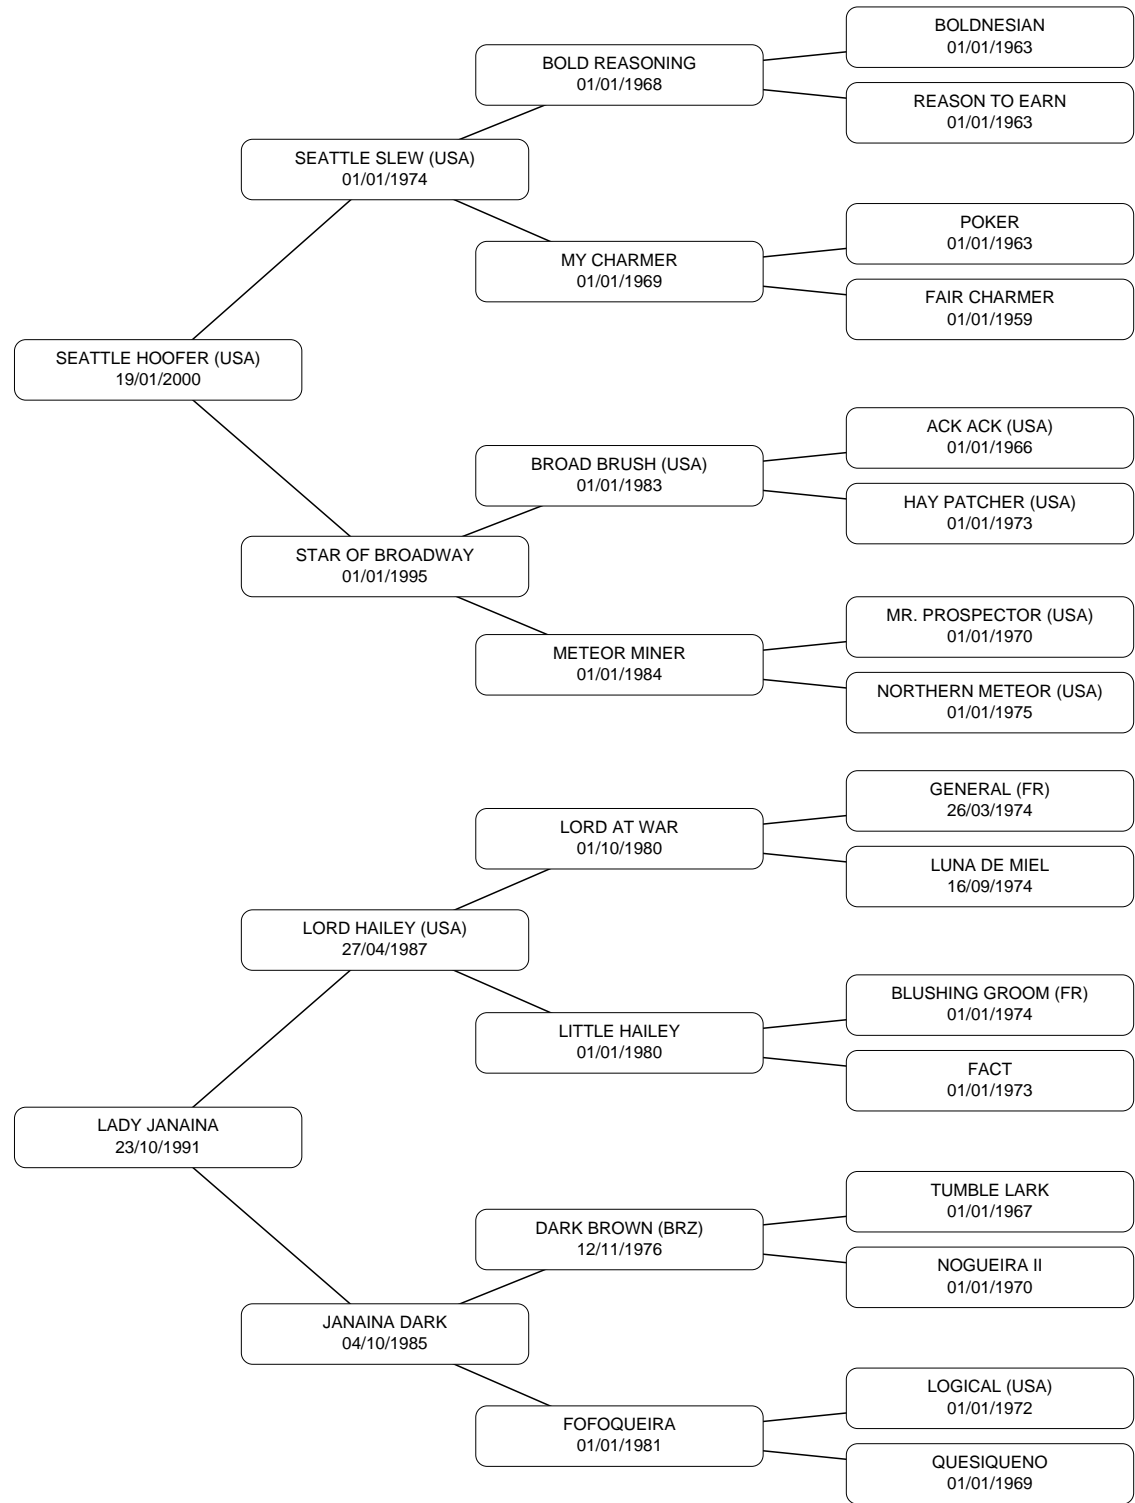 BOLDNESIAN
01/01/1963
BOLD REASONING
01/01/1968
REASON TO EARN
01/01/1963
SEATTLE SLEW (USA)
01/01/1974
POKER
01/01/1963
MY CHARMER
01/01/1969
FAIR CHARMER
01/01/1959
SEATTLE HOOFER (USA)
19/01/2000
ACK ACK (USA)
01/01/1966
BROAD BRUSH (USA)
01/01/1983
HAY PATCHER (USA)
01/01/1973
STAR OF BROADWAY
01/01/1995
MR. PROSPECTOR (USA)
01/01/1970
METEOR MINER
01/01/1984
NORTHERN METEOR (USA)
01/01/1975
GENERAL (FR)
26/03/1974
LORD AT WAR
01/10/1980
LUNA DE MIEL
16/09/1974
LORD HAILEY (USA)
27/04/1987
BLUSHING GROOM (FR)
01/01/1974
LITTLE HAILEY
01/01/1980
FACT
01/01/1973
LADY JANAINA
23/10/1991
TUMBLE LARK
01/01/1967
DARK BROWN (BRZ)
12/11/1976
NOGUEIRA II
01/01/1970
JANAINA DARK
04/10/1985
LOGICAL (USA)
01/01/1972
FOFOQUEIRA
01/01/1981
QUESIQUENO
01/01/1969